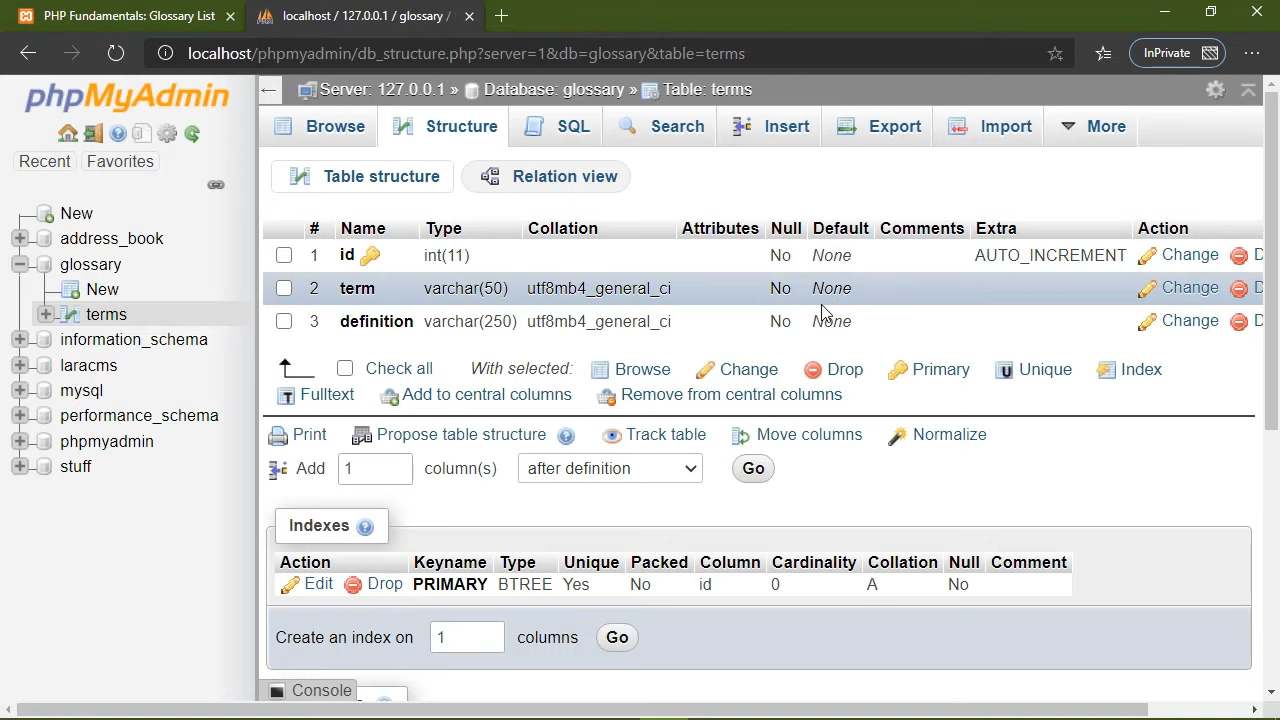 PHP Fundamentals: Glossary List
localhost / 127.0.0.1 / glossary /
localhost/phpmyadmin/db_structure.php?server=1&db=glossary&table=terms
InPrivate
phpMyAdmin
Recent Favorites
New
address_book
glossary
New
terms
information_schema
laracms
mysql
performance_schema
phpmyadmin
stuff
Server: 127.0.0.1 » Database: glossary » Table: terms
Browse Structure SQL Search Insert Export Import More
Table structure Relation view
# Name Type Collation Attributes Null Default Comments Extra Action
1 id int(11) No None AUTO_INCREMENT Change D
2 term varchar(50) utf8mb4_general_ci No None Change D
3 definition varchar(250) utf8mb4_general_ci No None Change D
Check all With selected: Browse Change Drop Primary Unique Index
Fulltext Add to central columns Remove from central columns
Print Propose table structure Track table Move columns Normalize
Add 1 column(s) after definition Go
Indexes
Action Keyname Type Unique Packed Column Cardinality Collation Null Comment
Edit Drop PRIMARY BTREE Yes No id 0 A No
Create an index on 1 columns Go
Console